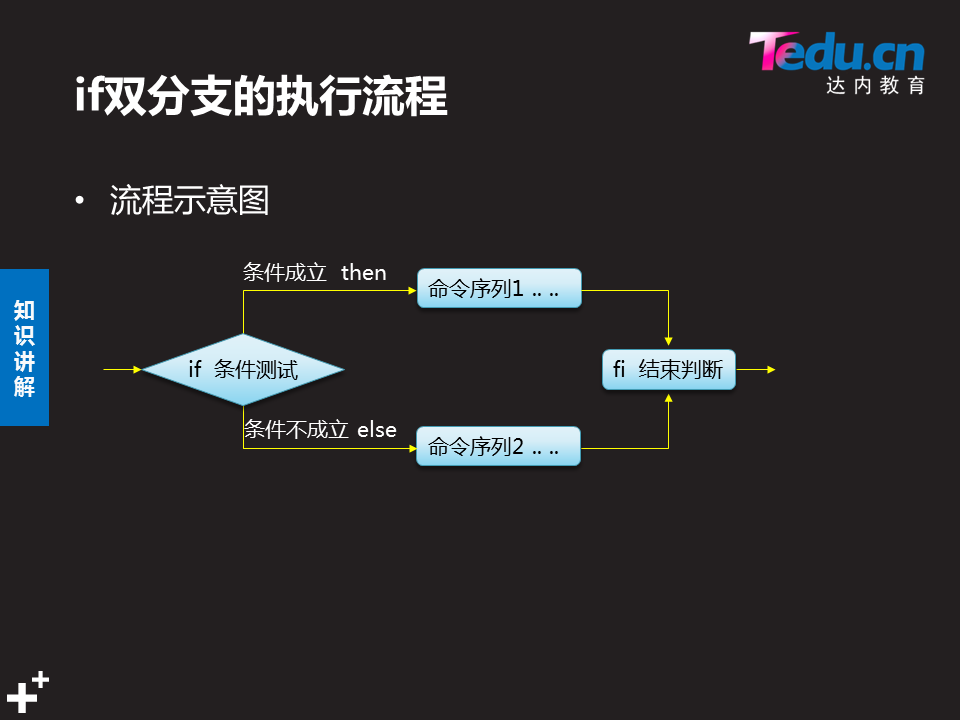 Tedu.cn
达内教育
if双分支的执行流程
• 流程示意图
知识讲解
条件成立 then
命令序列1 .. ..
if 条件测试
fi 结束判断
条件不成立 else
命令序列2 .. ..